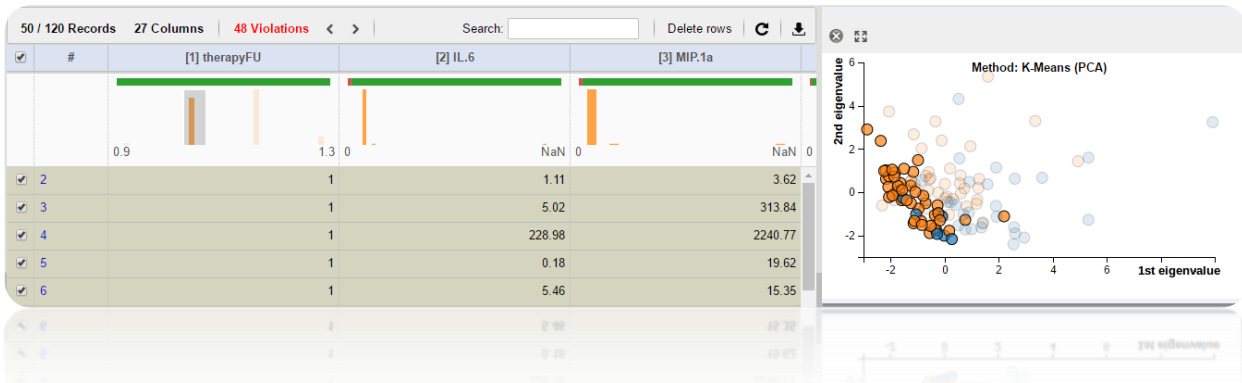 50 / 120 Records 27 Columns 48 Violations < > Search: Delete rows
# [1] therapyFU [2] IL.6 [3] MIP.1a
0.9 1.3 0 NaN 0 NaN 0
2 1 1.11 3.62
3 1 5.02 313.84
4 1 228.98 2240.77
5 1 0.18 19.62
6 1 5.46 15.35
Method: K-Means (PCA)
2nd eigenvalue
6
4
2
0
-2
-2 0 2 4 6 1st eigenvalue